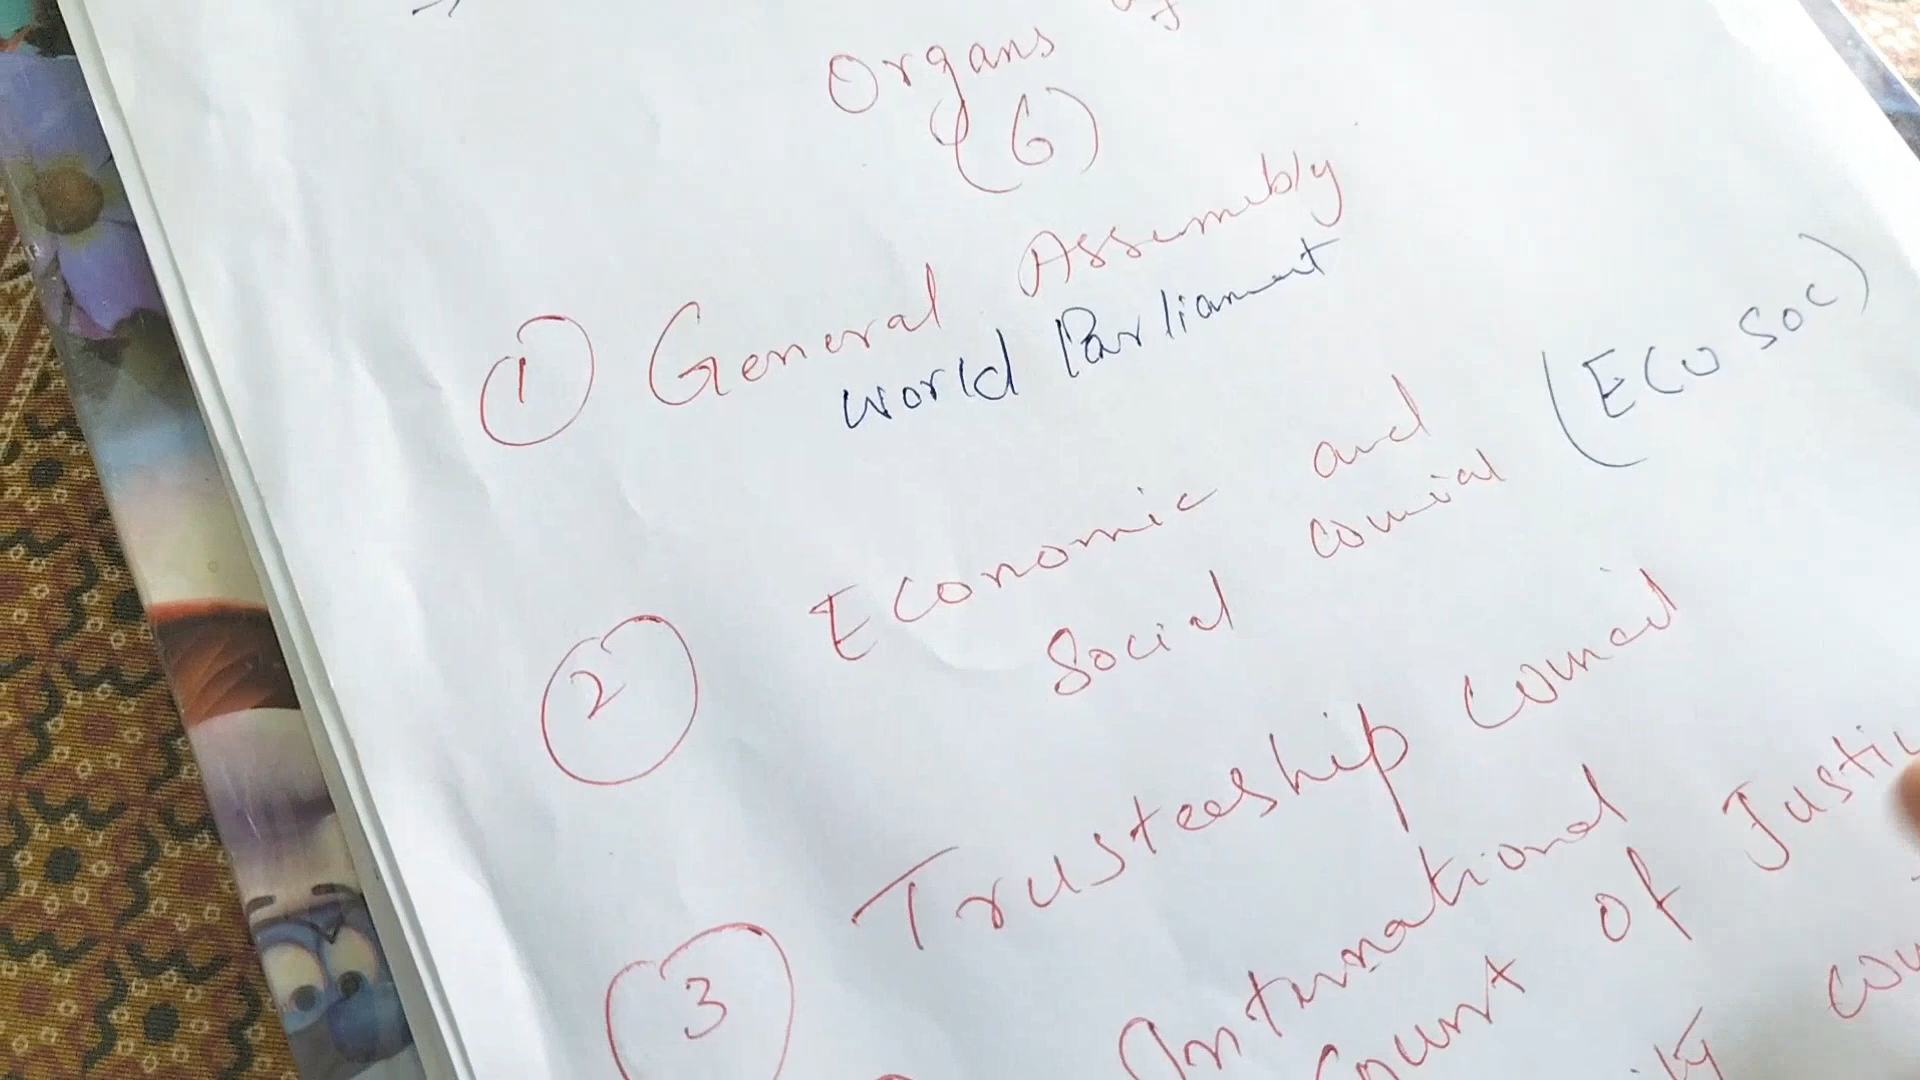 Organs
(6)
① General Assembly
World Parliament
② Economic and
Social Council (ECOSOC)
③ Trusteeship Council
International
Court of Justic